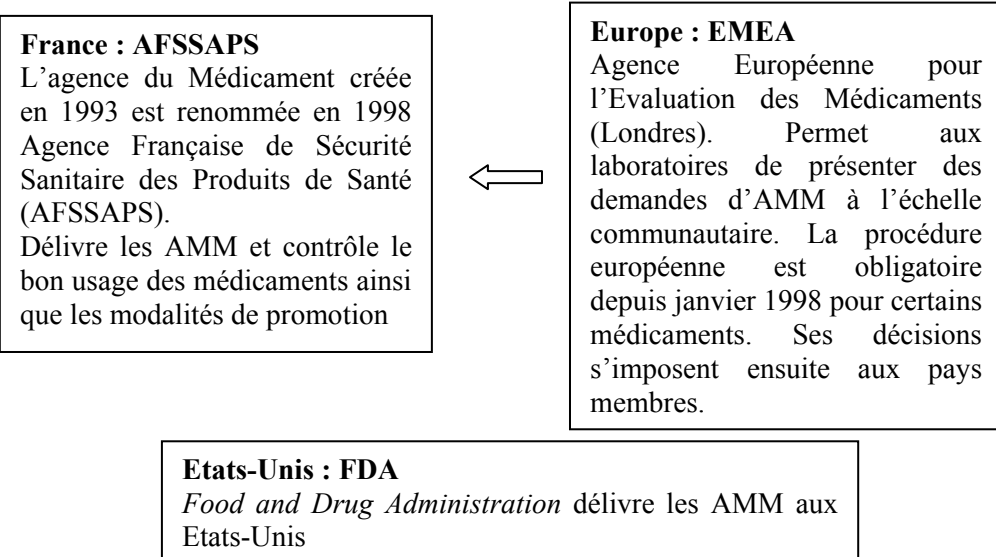 France : AFSSAPS
L’agence du Médicament créée
en 1993 est renommée en 1998
Agence Française de Sécurité
Sanitaire des Produits de Santé
(AFSSAPS).
Délivre les AMM et contrôle le
bon usage des médicaments ainsi
que les modalités de promotion
Europe : EMEA
Agence Européenne pour
l’Evaluation des Médicaments
(Londres). Permet aux
laboratoires de présenter des
demandes d’AMM à l’échelle
communautaire. La procédure
européenne est obligatoire
depuis janvier 1998 pour certains
médicaments. Ses décisions
s’imposent ensuite aux pays
membres.
Etats-Unis : FDA
Food and Drug Administration délivre les AMM aux
Etats-Unis